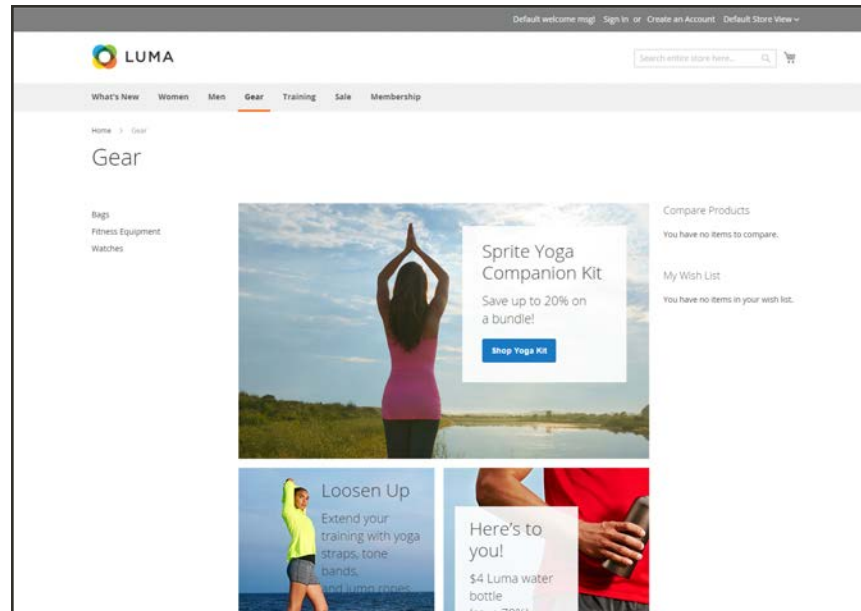 Default welcome msg! Sign In or Create an Account Default Store View
LUMA
Search entire store here...
What's New Women Men Gear Training Sale Membership
Home > Gear
Gear
Bags
Fitness Equipment
Watches
Sprite Yoga
Companion Kit
Save up to 20% on
a bundle!
Shop Yoga Kit
Compare Products
You have no items to compare.
My Wish List
You have no items in your wish list.
Loosen Up
Extend your
training with yoga
straps, tone
bands,
and jump ropes
Here's to
you!
$4 Luma water
bottle